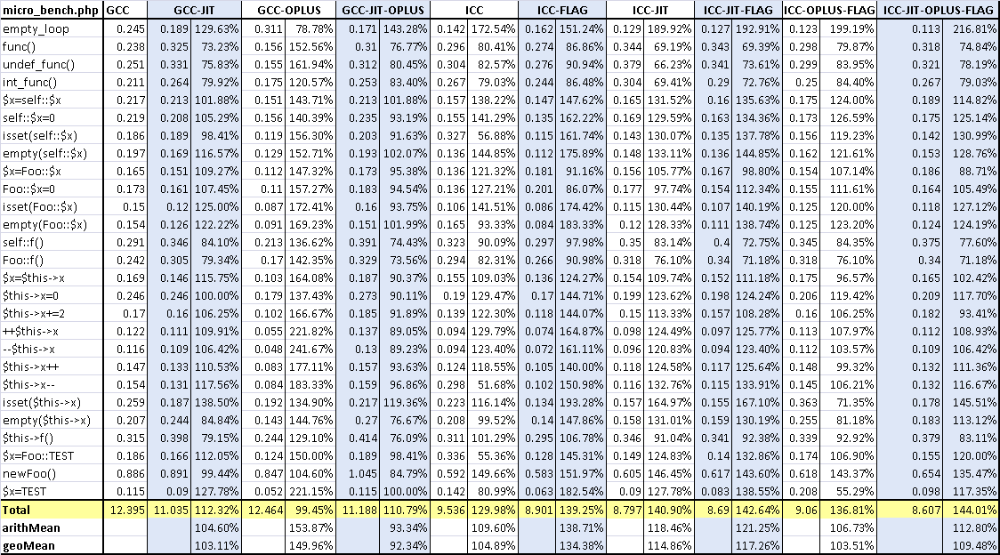 micro_bench.php GCC GCC-JIT GCC-OPLUS GCC-JIT-OPLUS ICC ICC-FLAG ICC-JIT ICC-JIT-FLAG ICC-OPLUS-FLAG ICC-JIT-OPLUS-FLAG
empty_loop 0.245 0.189 129.63% 0.311 78.78% 0.171 143.28% 0.142 172.54% 0.162 151.24% 0.129 189.92% 0.127 192.91% 0.123 199.19% 0.113 216.81%
func() 0.238 0.325 73.23% 0.156 152.56% 0.31 76.77% 0.296 80.41% 0.274 86.86% 0.344 69.19% 0.343 69.39% 0.298 79.87% 0.318 74.84%
undef_func() 0.251 0.331 75.83% 0.155 161.94% 0.312 80.45% 0.304 82.57% 0.276 90.94% 0.379 66.23% 0.341 73.61% 0.299 83.95% 0.321 78.19%
int_func() 0.211 0.264 79.92% 0.175 120.57% 0.253 83.40% 0.267 79.03% 0.244 86.48% 0.304 69.41% 0.29 72.76% 0.25 84.40% 0.267 79.03%
$x=self::$x 0.217 0.213 101.88% 0.151 143.71% 0.213 101.88% 0.157 138.22% 0.147 147.62% 0.165 131.52% 0.16 135.63% 0.175 124.00% 0.189 114.82%
self::$x=0 0.219 0.208 105.29% 0.156 140.39% 0.235 93.19% 0.155 141.29% 0.135 162.22% 0.169 129.59% 0.163 134.36% 0.173 126.59% 0.175 125.14%
isset(self::$x) 0.186 0.189 98.41% 0.119 156.30% 0.203 91.63% 0.327 56.88% 0.115 161.74% 0.143 130.07% 0.135 137.78% 0.156 119.23% 0.142 130.99%
empty(self::$x) 0.197 0.169 116.57% 0.129 152.71% 0.193 102.07% 0.136 144.85% 0.112 175.89% 0.148 133.11% 0.136 144.85% 0.162 121.61% 0.153 128.76%
$x=Foo::$x 0.165 0.151 109.27% 0.112 147.32% 0.173 95.38% 0.136 121.32% 0.181 91.16% 0.156 105.77% 0.167 98.80% 0.154 107.14% 0.186 88.71%
Foo::$x=0 0.173 0.161 107.45% 0.11 157.27% 0.183 94.54% 0.136 127.21% 0.201 86.07% 0.177 97.74% 0.154 112.34% 0.155 111.61% 0.164 105.49%
isset(Foo::$x) 0.15 0.12 125.00% 0.087 172.41% 0.16 93.75% 0.106 141.51% 0.086 174.42% 0.115 130.44% 0.107 140.19% 0.125 120.00% 0.118 127.12%
empty(Foo::$x) 0.154 0.126 122.22% 0.091 169.23% 0.151 101.99% 0.165 93.33% 0.084 183.33% 0.12 128.33% 0.111 138.74% 0.125 123.20% 0.124 124.19%
self::f() 0.291 0.346 84.10% 0.213 136.62% 0.391 74.43% 0.323 90.09% 0.297 97.98% 0.35 83.14% 0.4 72.75% 0.345 84.35% 0.375 77.60%
Foo::f() 0.242 0.305 79.34% 0.17 142.35% 0.329 73.56% 0.294 82.31% 0.266 90.98% 0.318 76.10% 0.34 71.18% 0.318 76.10% 0.34 71.18%
$x=$this->x 0.169 0.146 115.75% 0.103 164.08% 0.187 90.37% 0.155 109.03% 0.136 124.27% 0.154 109.74% 0.152 111.18% 0.175 96.57% 0.165 102.42%
$this->x=0 0.246 0.246 100.00% 0.179 137.43% 0.273 90.11% 0.19 129.47% 0.17 144.71% 0.199 123.62% 0.198 124.24% 0.206 119.42% 0.209 117.70%
$this->x+=2 0.17 0.16 106.25% 0.102 166.67% 0.185 91.89% 0.139 122.30% 0.118 144.07% 0.15 113.33% 0.157 108.28% 0.16 106.25% 0.182 93.41%
++$this->x 0.122 0.111 109.91% 0.055 221.82% 0.137 89.05% 0.094 129.79% 0.074 164.87% 0.098 124.49% 0.097 125.77% 0.113 107.97% 0.112 108.93%
--$this->x 0.116 0.109 106.42% 0.048 241.67% 0.13 89.23% 0.094 123.40% 0.072 161.11% 0.096 120.83% 0.094 123.40% 0.112 103.57% 0.109 106.42%
$this->x++ 0.147 0.133 110.53% 0.083 177.11% 0.157 93.63% 0.124 118.55% 0.105 140.00% 0.118 124.58% 0.117 125.64% 0.148 99.32% 0.132 111.36%
$this->x-- 0.154 0.131 117.56% 0.084 183.33% 0.159 96.86% 0.298 51.68% 0.102 150.98% 0.116 132.76% 0.115 133.91% 0.145 106.21% 0.132 116.67%
isset($this->x) 0.259 0.187 138.50% 0.192 134.90% 0.217 119.36% 0.223 116.14% 0.134 193.28% 0.157 164.97% 0.155 167.10% 0.363 71.35% 0.178 145.51%
empty($this->x) 0.207 0.244 84.84% 0.143 144.76% 0.27 76.67% 0.208 99.52% 0.14 147.86% 0.158 131.01% 0.159 130.19% 0.255 81.18% 0.183 113.12%
$this->f() 0.315 0.398 79.15% 0.244 129.10% 0.414 76.09% 0.311 101.29% 0.295 106.78% 0.346 91.04% 0.341 92.38% 0.339 92.92% 0.379 83.11%
$x=Foo::TEST 0.186 0.166 112.05% 0.124 150.00% 0.189 98.41% 0.336 55.36% 0.128 145.31% 0.149 124.83% 0.14 132.86% 0.174 106.90% 0.155 120.00%
newFoo() 0.886 0.891 99.44% 0.847 104.60% 1.045 84.79% 0.592 149.66% 0.583 151.97% 0.605 146.45% 0.617 143.60% 0.618 143.37% 0.654 135.47%
$x=TEST 0.115 0.09 127.78% 0.052 221.15% 0.115 100.00% 0.142 80.99% 0.063 182.54% 0.09 127.78% 0.083 138.55% 0.208 55.29% 0.098 117.35%
Total 12.395 11.035 112.32% 12.464 99.45% 11.188 110.79% 9.536 129.98% 8.901 139.25% 8.797 140.90% 8.69 142.64% 9.06 136.81% 8.607 144.01%
arithMean 104.60% 153.87% 93.34% 109.60% 138.71% 118.46% 121.25% 106.73% 112.80%
geoMean 103.11% 149.96% 92.34% 104.89% 134.38% 114.86% 117.26% 103.51% 109.48%